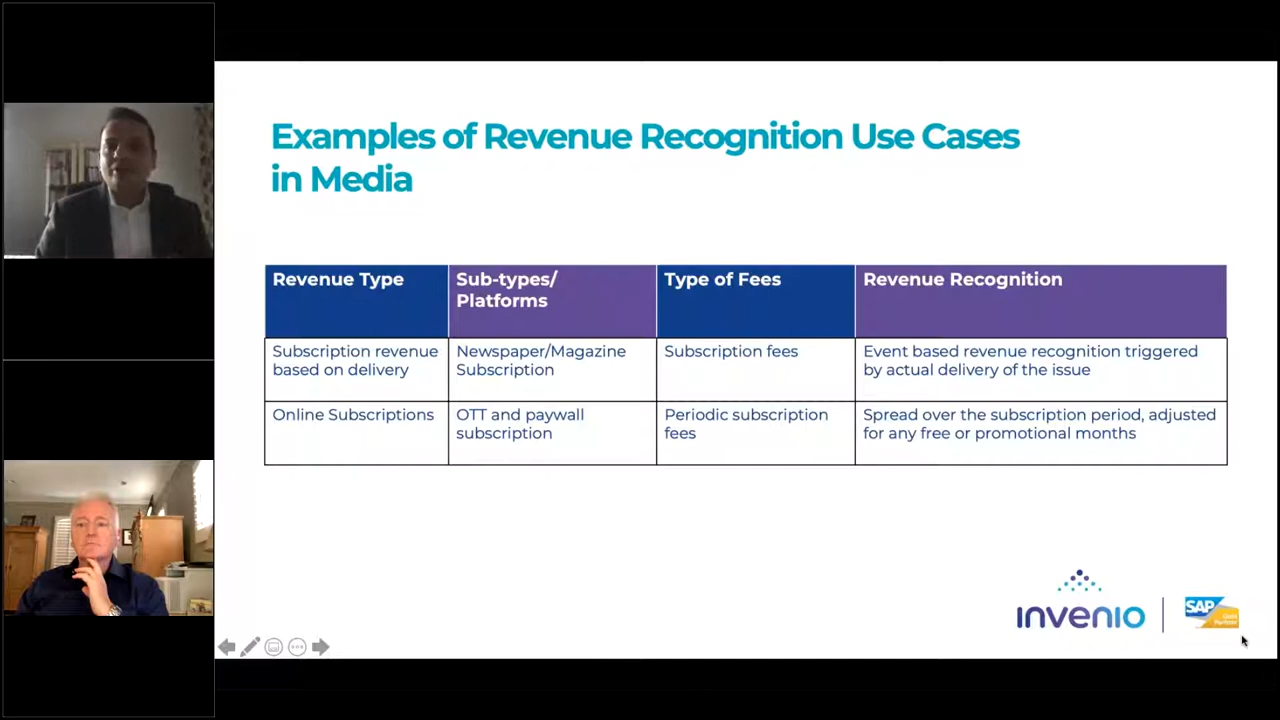 Examples of Revenue Recognition Use Cases
in Media
Revenue Type
Sub-types/
Platforms
Type of Fees
Revenue Recognition
Subscription revenue
based on delivery
Newspaper/Magazine
Subscription
Subscription fees
Event based revenue recognition triggered
by actual delivery of the issue
Online Subscriptions
OTT and paywall
subscription
Periodic subscription
fees
Spread over the subscription period, adjusted
for any free or promotional months
invenio
SAP